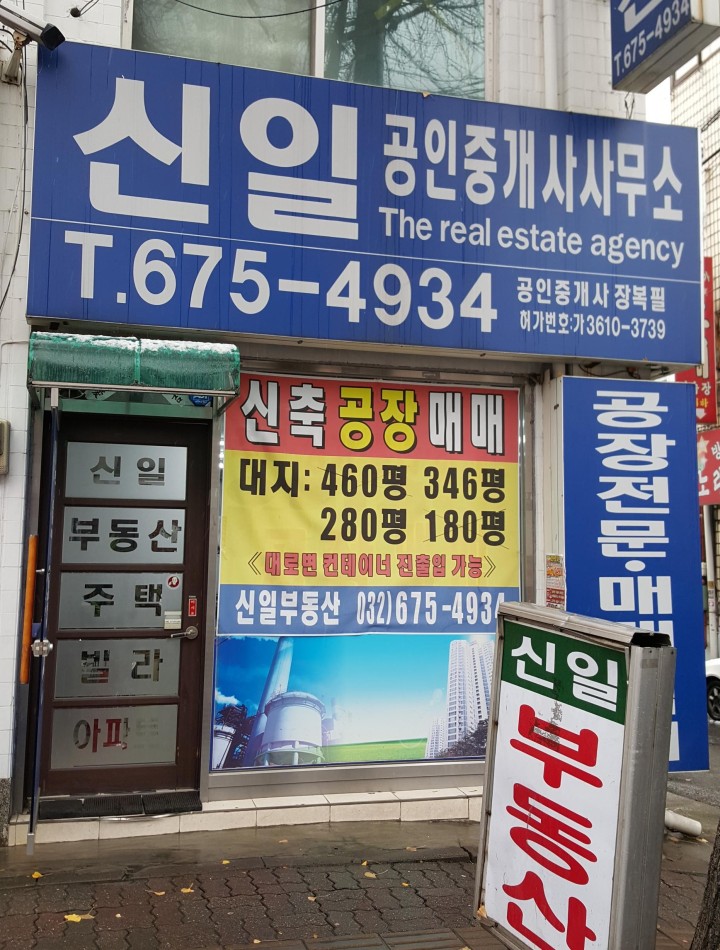 T.675-4934
신일
공인중개사사무소
The real estate agency
T.675-4934
공인중개사 장복필
허가번호:가3610-3739
신축 공장 매매
대지: 460평 346평
280평 180평
《대로변 컨테이너 진출입 가능》
신일부동산 032)675-4934
신일
부동산
주택
빌라
아파트
공장전문·매매
신일
부동산